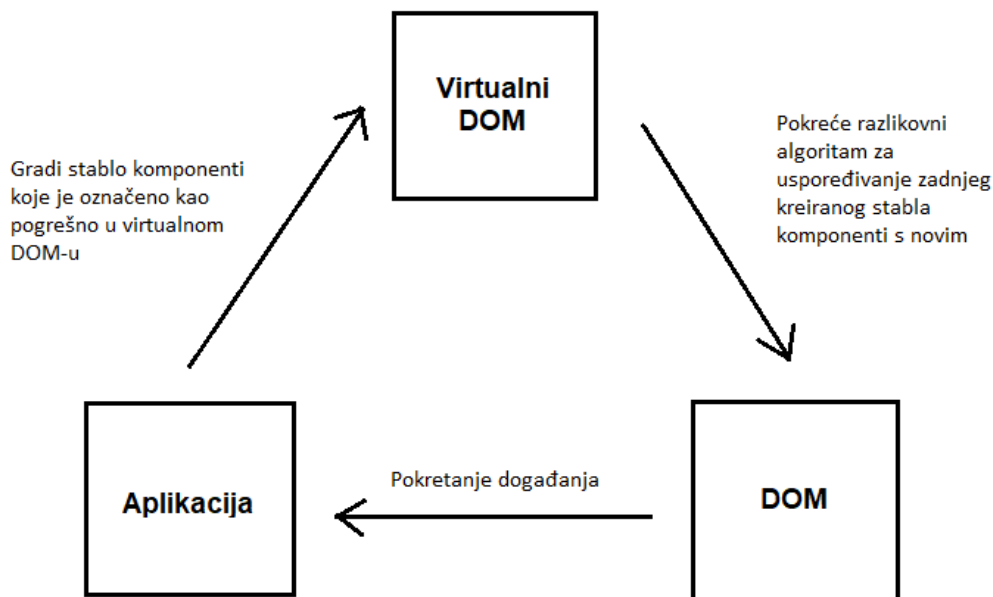 Virtualni
DOM
Gradi stablo komponenti
koje je označeno kao
pogrešno u virtualnom
DOM-u
Pokreće razlikovni
algoritam za
uspoređivanje zadnjeg
kreiranog stabla
komponenti s novim
Aplikacija
Pokretanje događanja
DOM